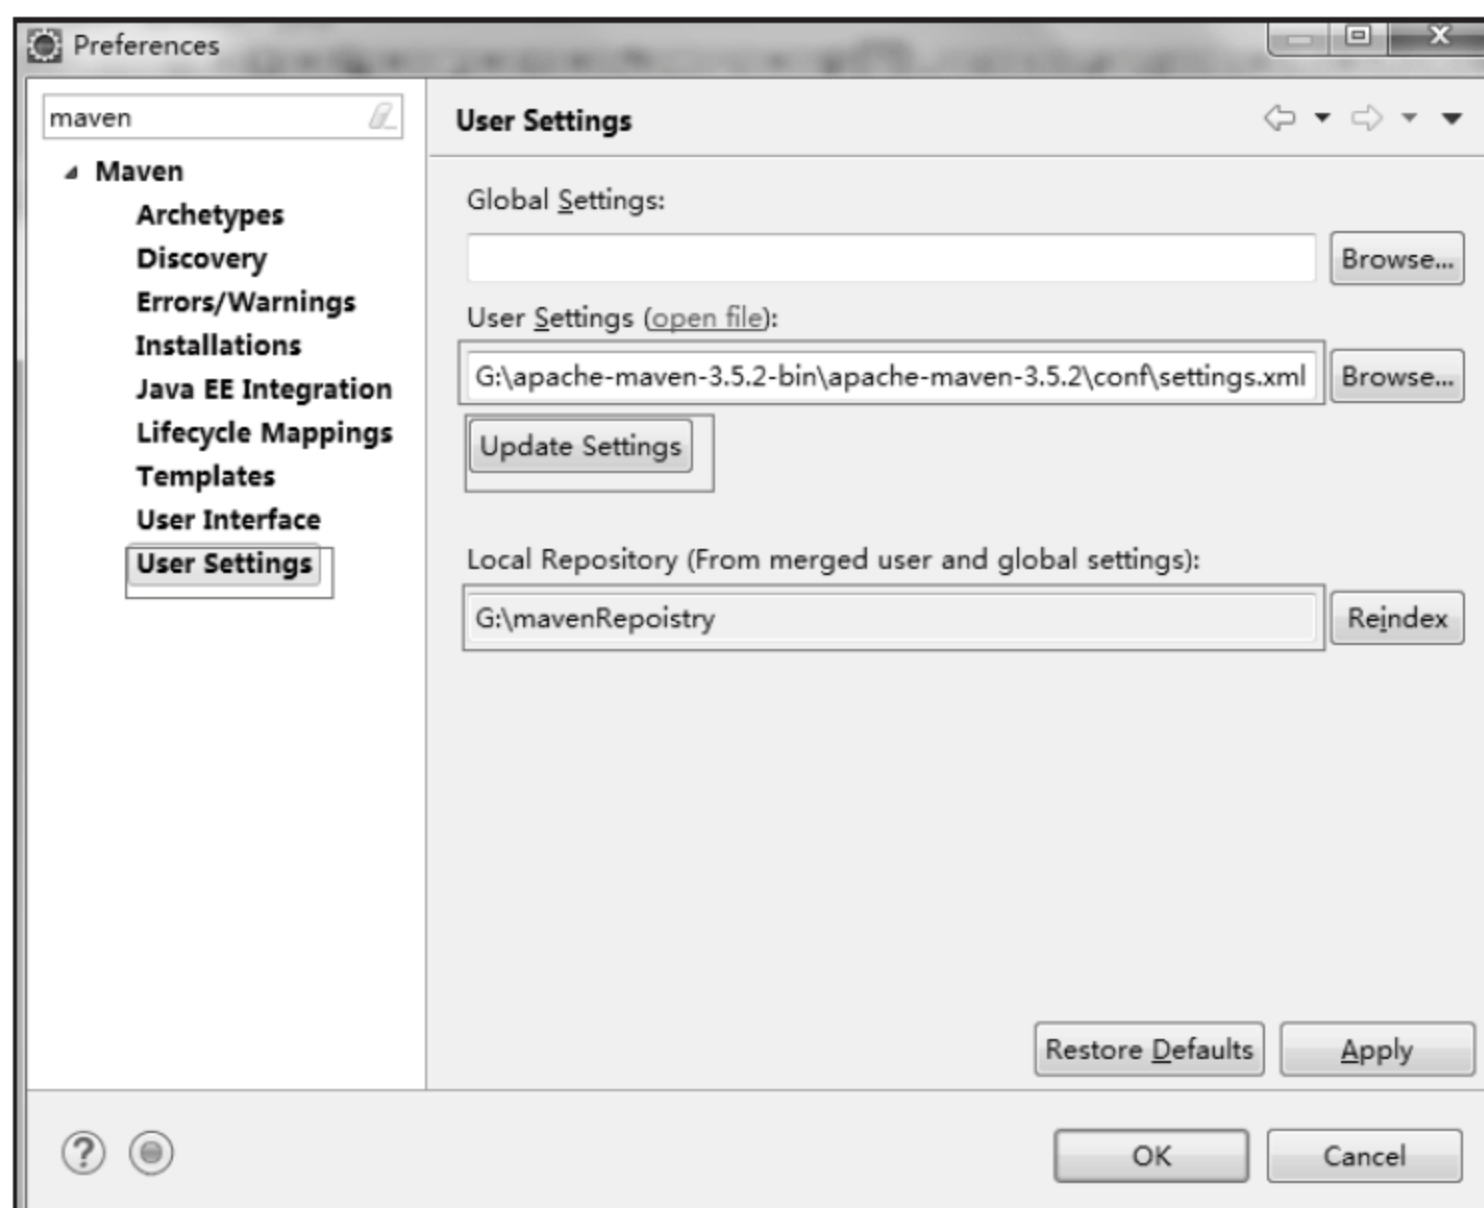 Preferences
maven
Maven
Archetypes
Discovery
Errors/Warnings
Installations
Java EE Integration
Lifecycle Mappings
Templates
User Interface
User Settings
User Settings
Global Settings:
Browse...
User Settings (open file):
G:\apache-maven-3.5.2-bin\apache-maven-3.5.2\conf\settings.xml
Browse...
Update Settings
Local Repository (From merged user and global settings):
G:\mavenRepoistry
Reindex
Restore Defaults
Apply
OK
Cancel